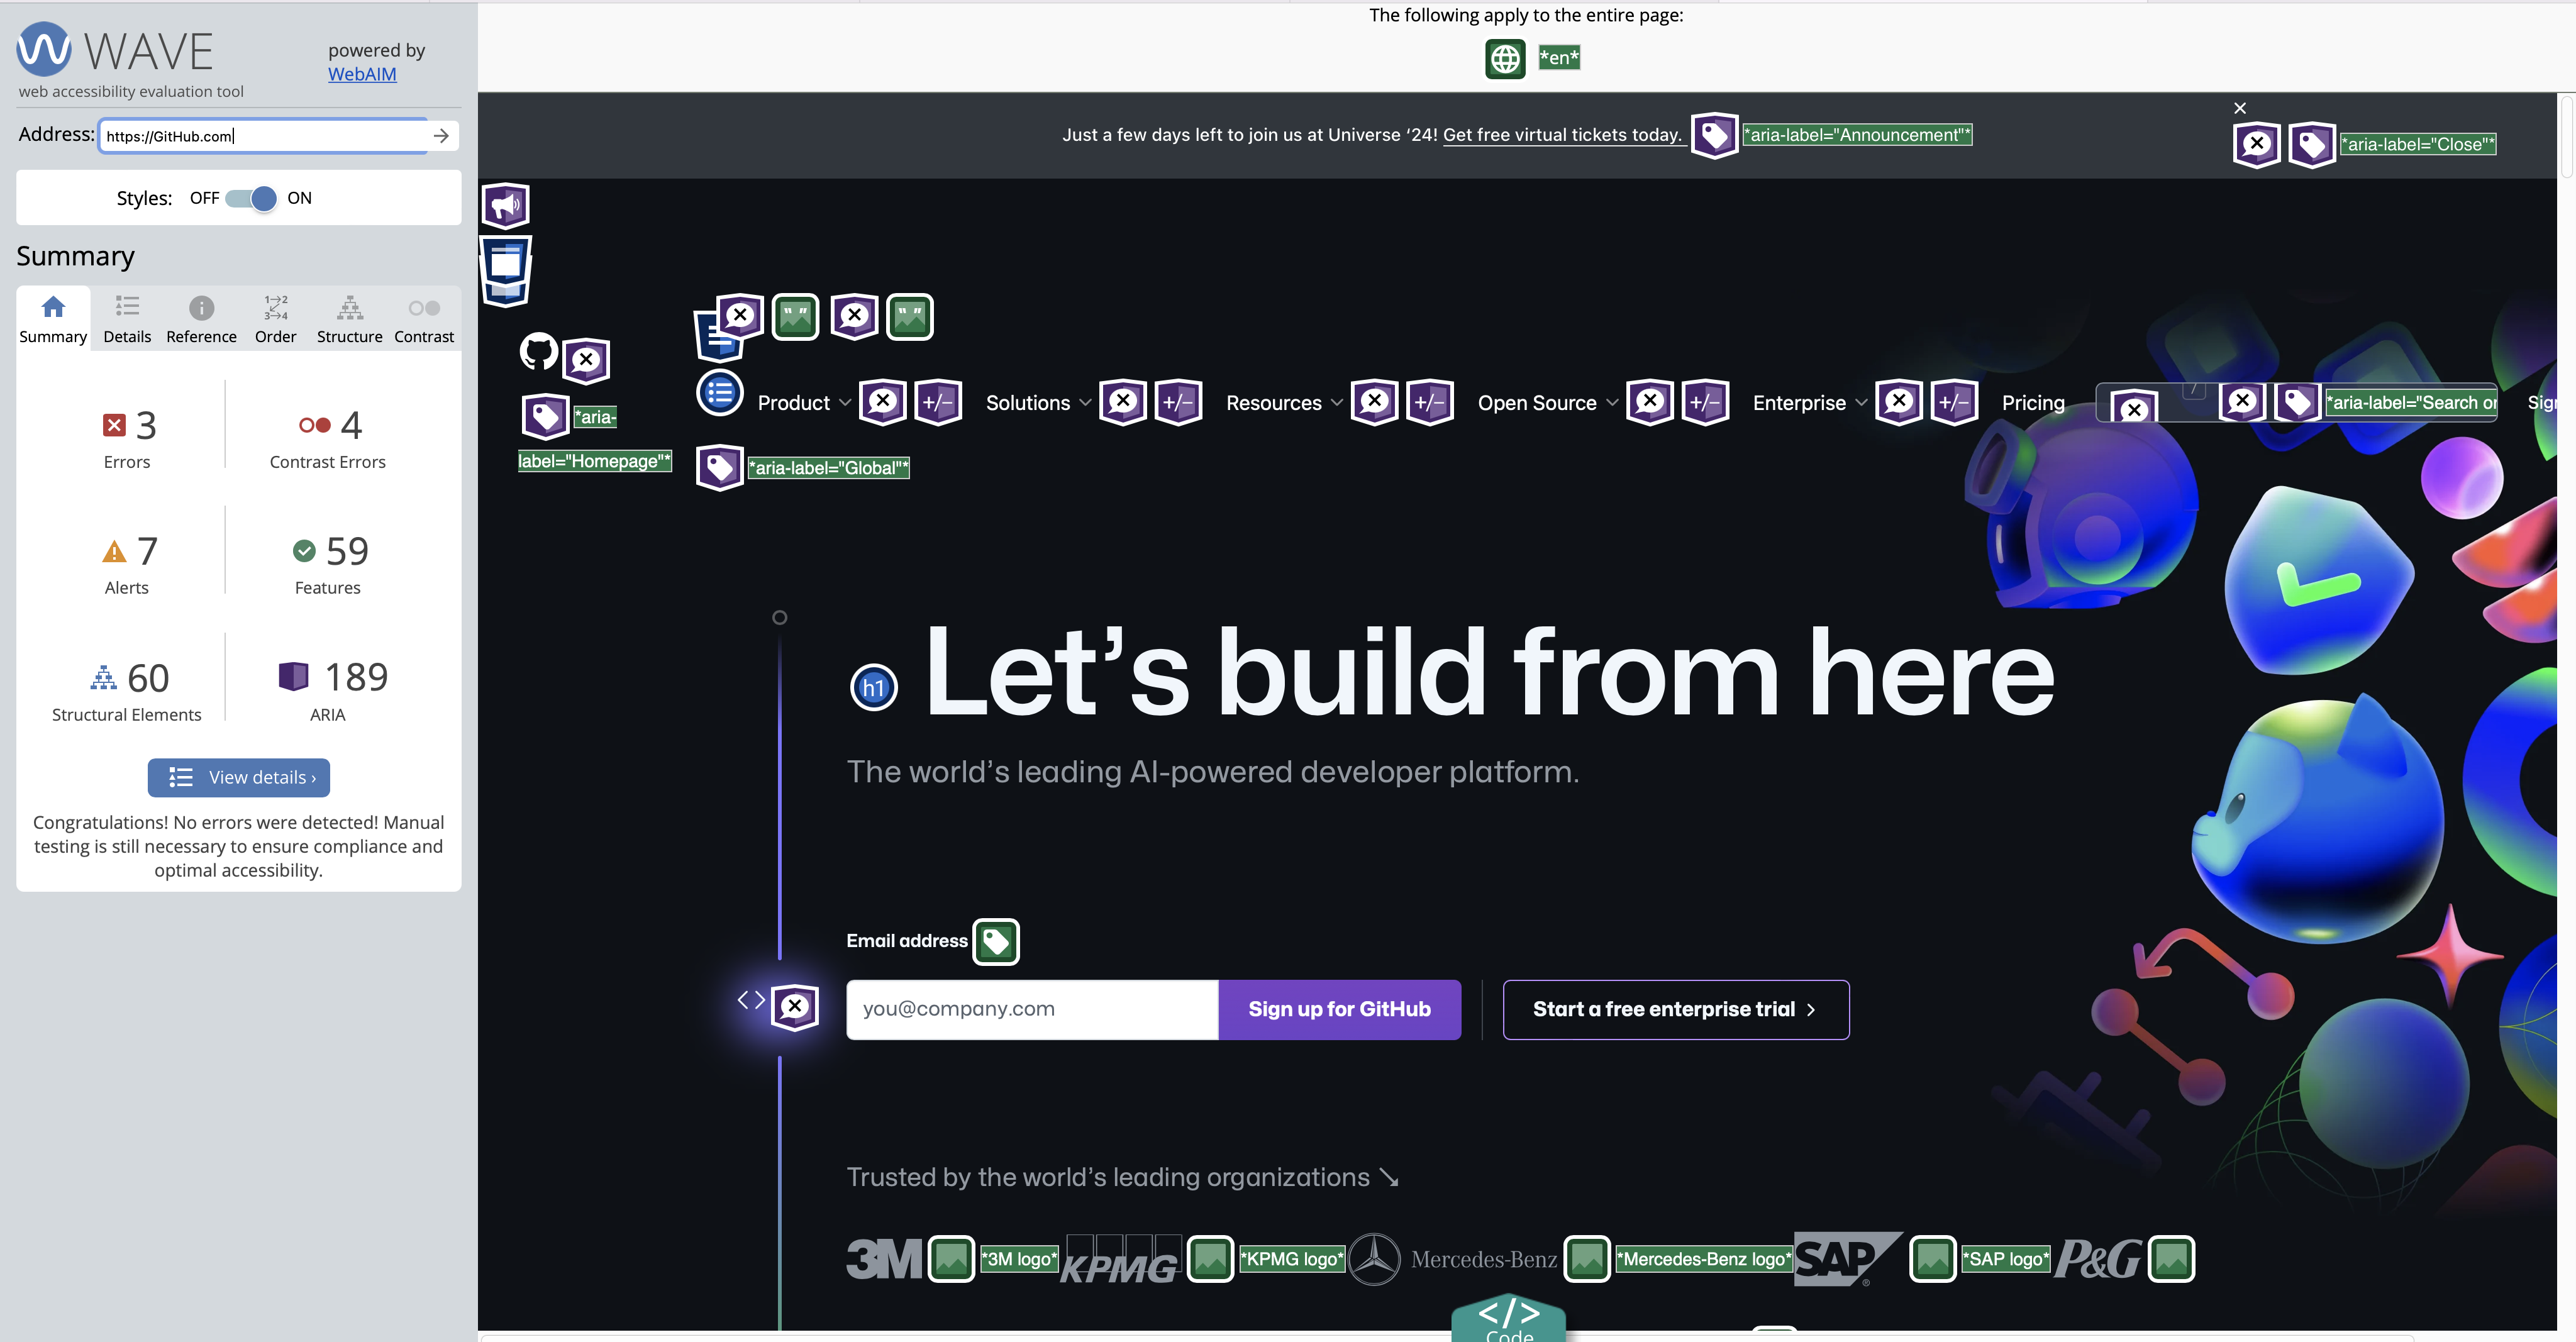 WAVE
powered by
WebAIM
web accessibility evaluation tool
Address: https://GitHub.com
Styles: OFF ON
Summary
Summary Details Reference Order Structure Contrast
3
Errors
4
Contrast Errors
7
Alerts
59
Features
60
Structural Elements
189
ARIA
View details ›
Congratulations! No errors were detected! Manual
testing is still necessary to ensure compliance and
optimal accessibility.
The following apply to the entire page:
*en*
Just a few days left to join us at Universe ‘24! Get free virtual tickets today. *aria-label="Announcement"*
*aria-label="Close"*
*aria-
label="Homepage"*
Product +/− Solutions +/− Resources +/− Open Source +/− Enterprise +/− Pricing / *aria-label="Search or
*aria-label="Global"*
h1 Let’s build from here
The world’s leading AI-powered developer platform.
Email address
you@company.com Sign up for GitHub Start a free enterprise trial
Trusted by the world’s leading organizations
3M *3M logo* KPMG *KPMG logo* Mercedes-Benz *Mercedes-Benz logo* SAP *SAP logo* P&G
</> Code